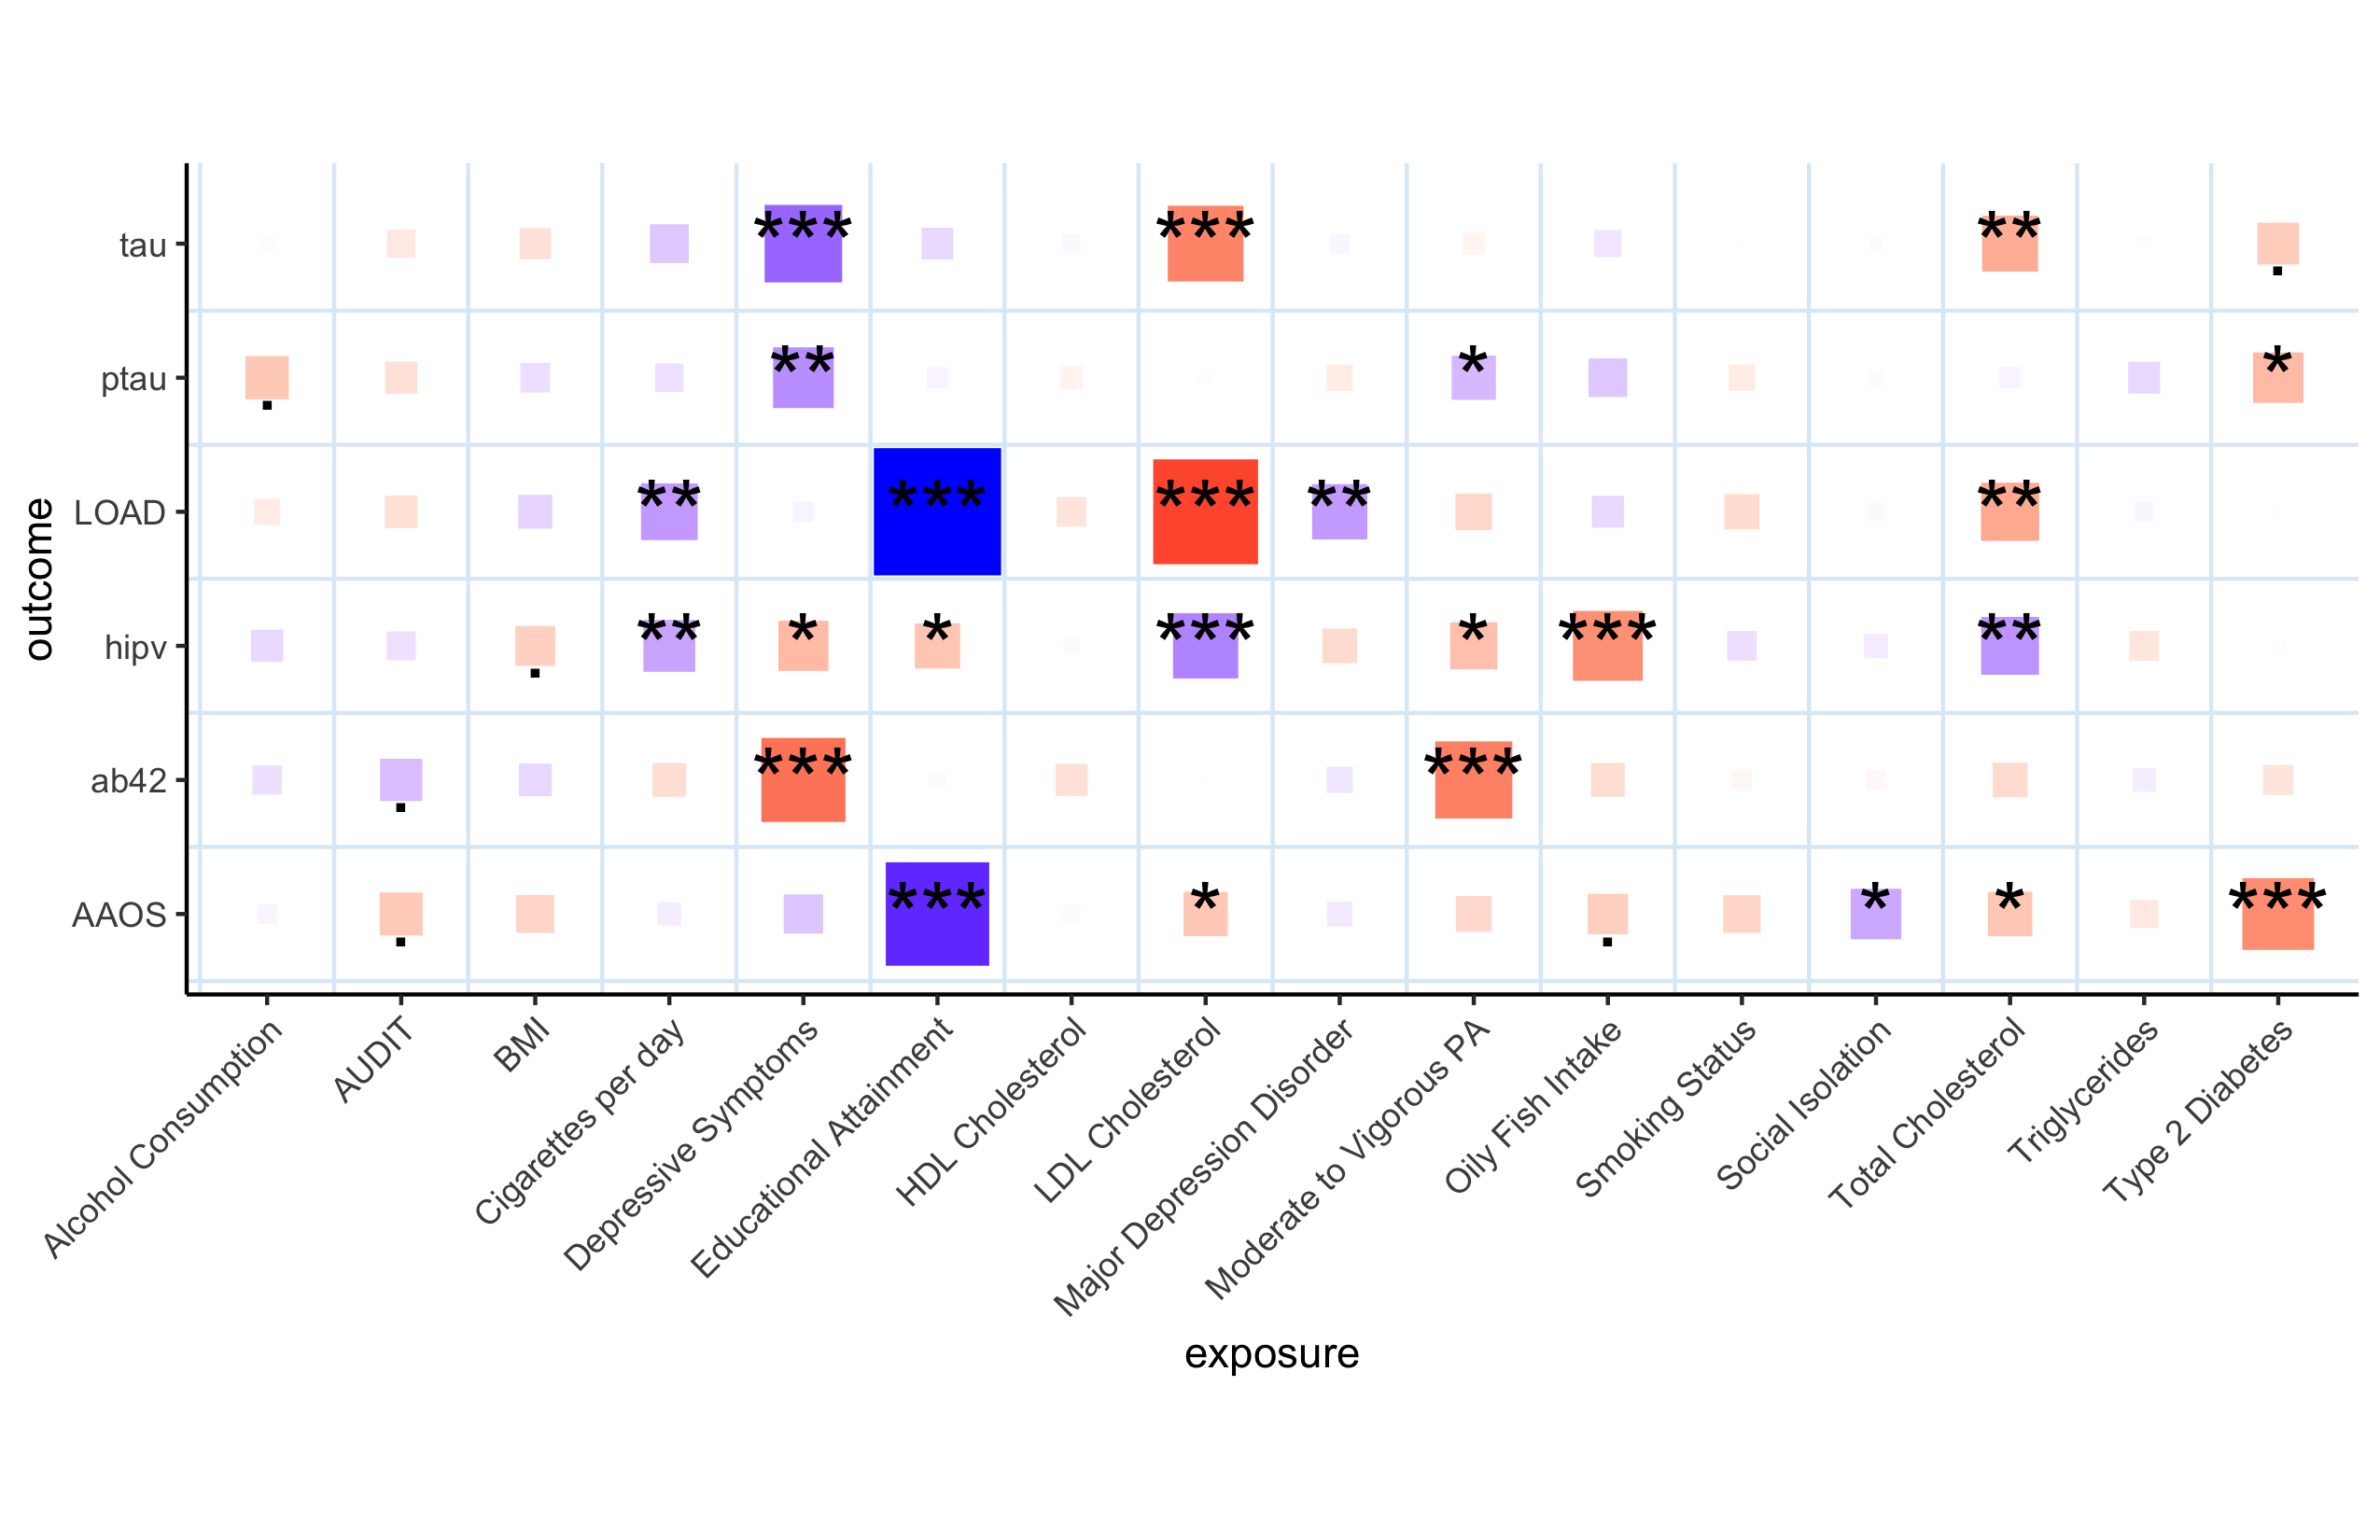 outcome
tau
*** *** ** .
ptau
. ** * *
LOAD
** *** *** ** **
hipv
. ** * * *** * *** **
ab42
. *** ***
AAOS
. *** * . * * ***
Alcohol Consumption
AUDIT
BMI
Cigarettes per day
Depressive Symptoms
Educational Attainment
HDL Cholesterol
LDL Cholesterol
Major Depression Disorder
Moderate to Vigorous PA
Oily Fish Intake
Smoking Status
Social Isolation
Total Cholesterol
Triglycerides
Type 2 Diabetes
exposure